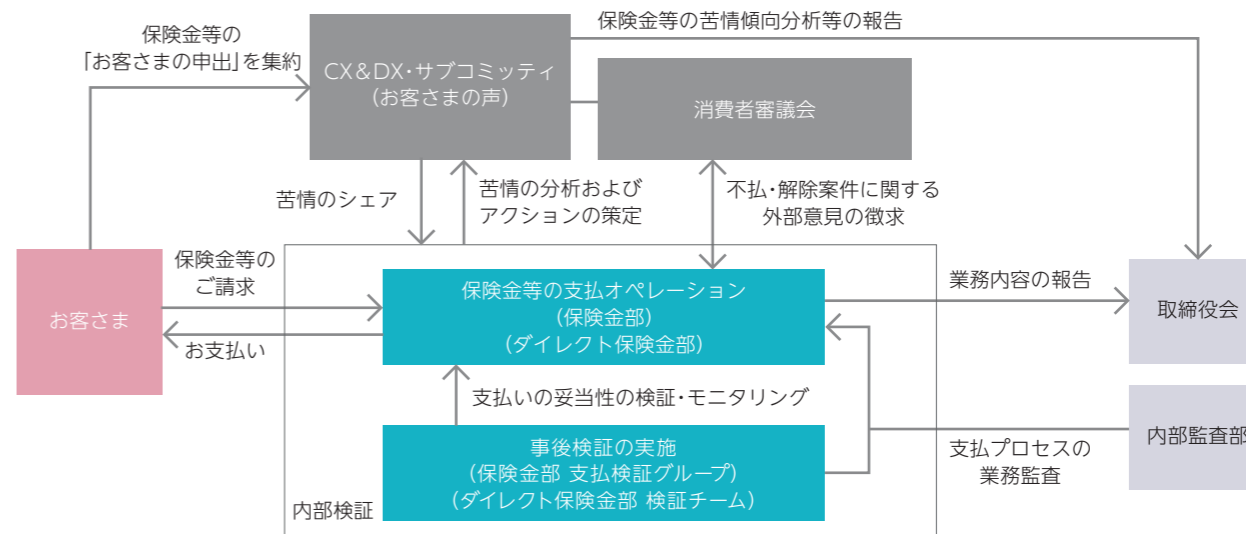 保険金等の苦情傾向分析等の報告
保険金等の
「お客さまの申出」を集約
CX＆DX・サブコミッティ
（お客さまの声）
消費者審議会
苦情のシェア
苦情の分析および
アクションの策定
不払・解除案件に関する
外部意見の徴求
お客さま
保険金等の
ご請求
お支払い
保険金等の支払オペレーション
（保険金部）
（ダイレクト保険金部）
業務内容の報告
取締役会
支払いの妥当性の検証・モニタリング
事後検証の実施
（保険金部 支払検証グループ）
（ダイレクト保険金部 検証チーム）
内部検証
支払プロセスの
業務監査
内部監査部